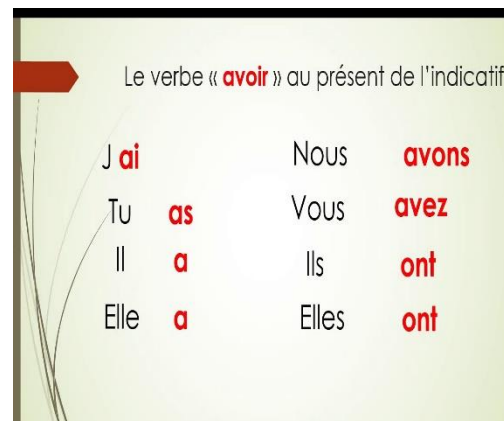 Le verbe « avoir » au présent de l'indicatif
J ai Nous avons
Tu as Vous avez
Il a Ils ont
Elle a Elles ont